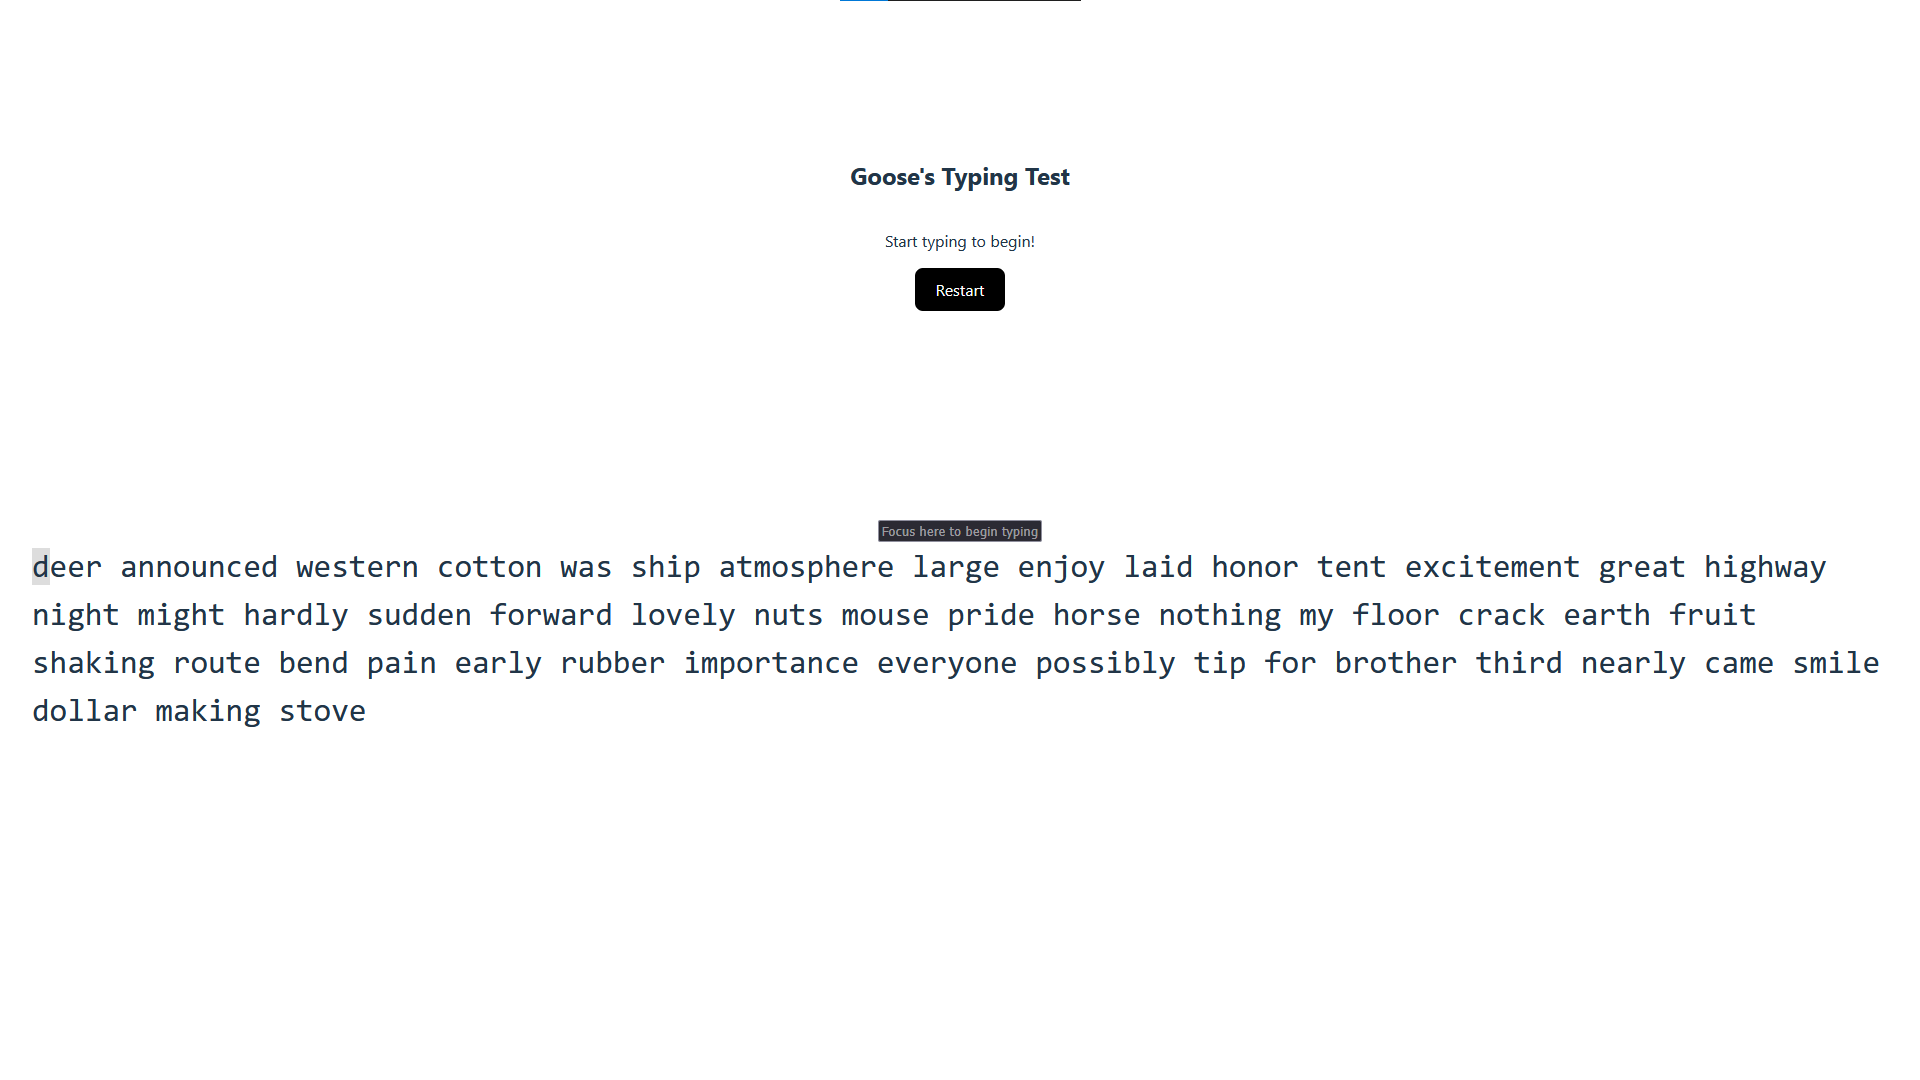 Goose's Typing Test
Start typing to begin!
Restart
Focus here to begin typing
deer announced western cotton was ship atmosphere large enjoy laid honor tent excitement great highway
night might hardly sudden forward lovely nuts mouse pride horse nothing my floor crack earth fruit
shaking route bend pain early rubber importance everyone possibly tip for brother third nearly came smile
dollar making stove